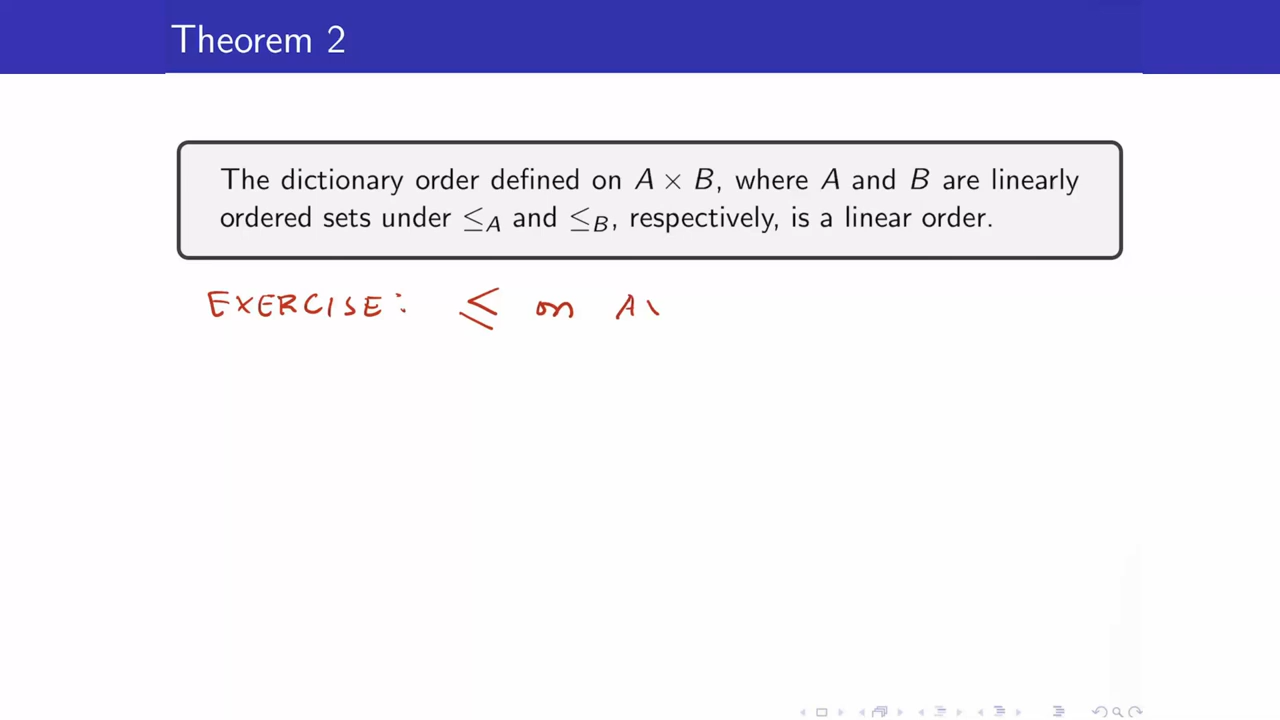 Theorem 2
The dictionary order defined on A × B, where A and B are linearly
ordered sets under ≤_A and ≤_B, respectively, is a linear order.
EXERCISE: ≤ on A